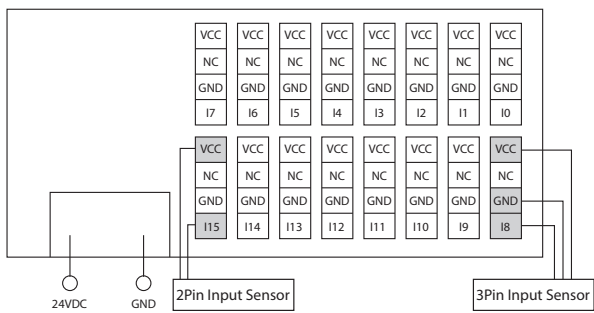 VCC VCC VCC VCC VCC VCC VCC VCC
NC NC NC NC NC NC NC NC
GND GND GND GND GND GND GND GND
I7 I6 I5 I4 I3 I2 I1 I0
VCC VCC VCC VCC VCC VCC VCC VCC
NC NC NC NC NC NC NC NC
GND GND GND GND GND GND GND GND
I15 I14 I13 I12 I11 I10 I9 I8
24VDC GND 2Pin Input Sensor 3Pin Input Sensor